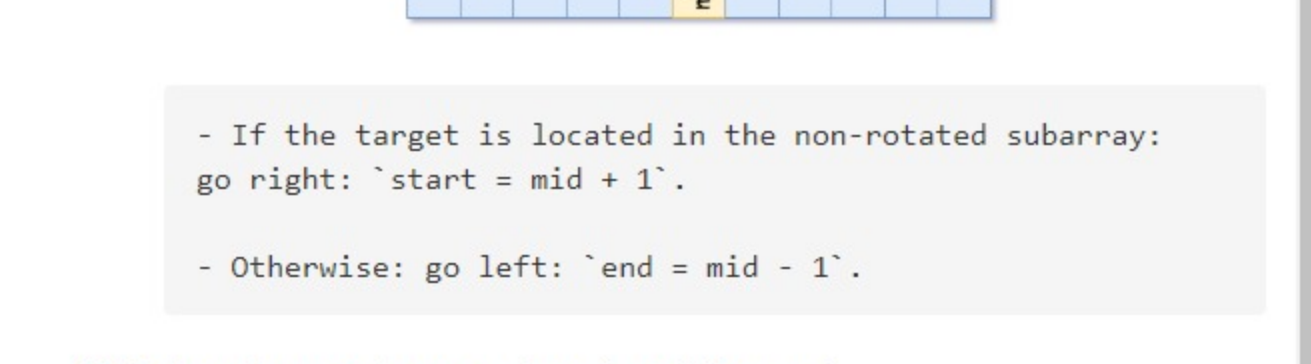 - If the target is located in the non-rotated subarray:
go right: `start = mid + 1`.
- Otherwise: go left: `end = mid - 1`.